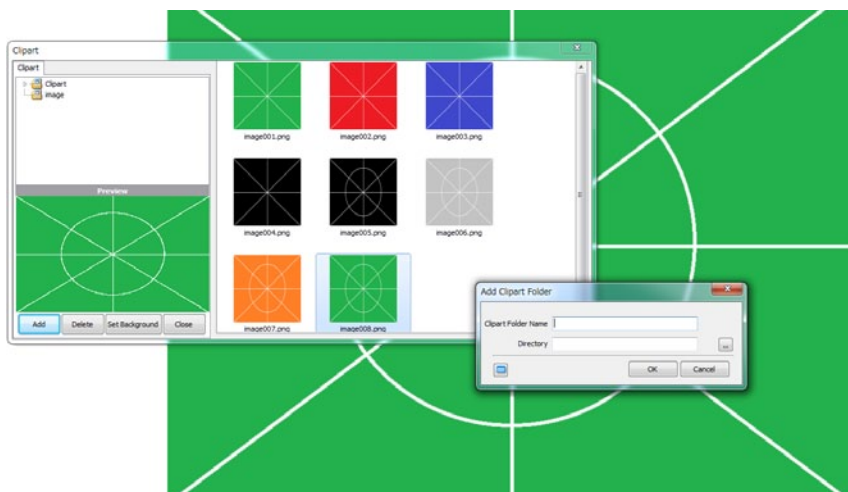 Clipart
Clipart
Clipart
image
Preview
Add Delete Set Background Close
image001.png image002.png image003.png
image004.png image005.png image006.png
image007.png image008.png
Add Clipart Folder
Clipart Folder Name
Directory
...
OK Cancel